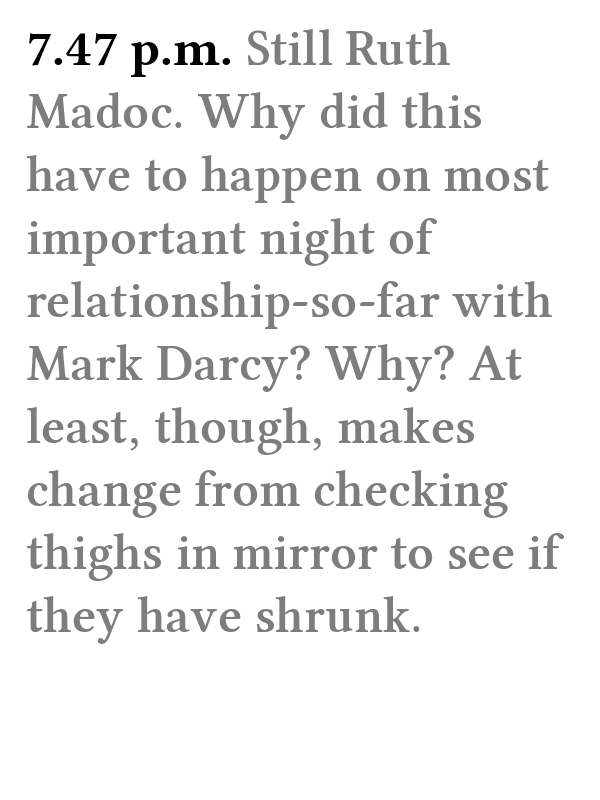 7.47 p.m. Still Ruth
Madoc. Why did this
have to happen on most
important night of
relationship-so-far with
Mark Darcy? Why? At
least, though, makes
change from checking
thighs in mirror to see if
they have shrunk.